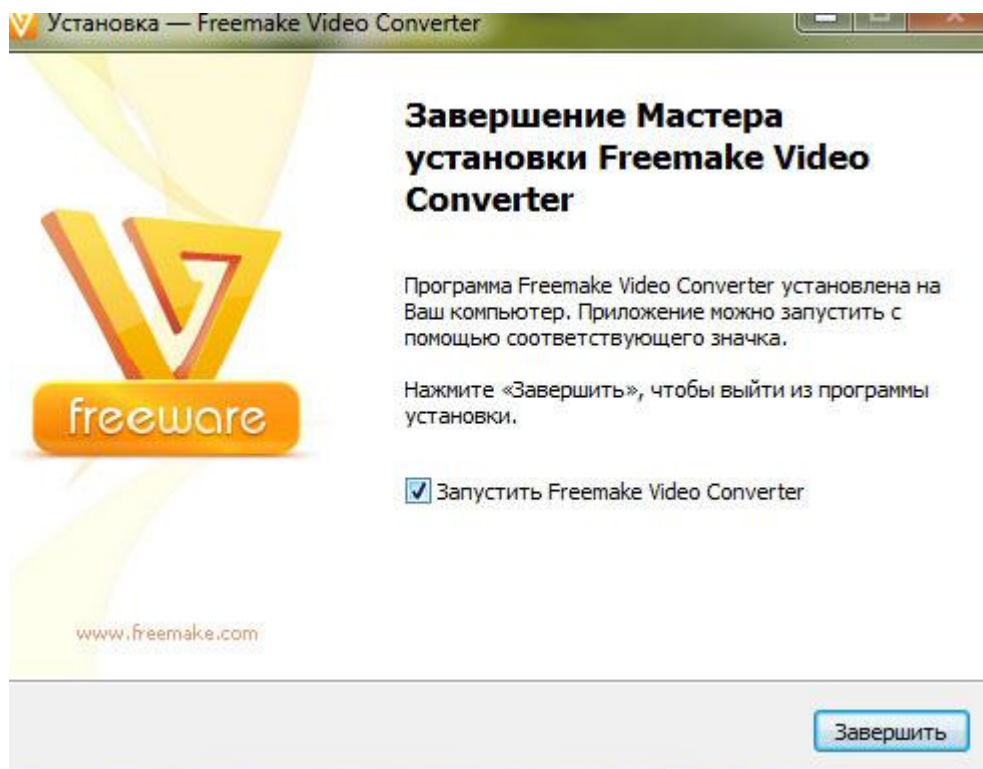 Установка — Freemake Video Converter
Завершение Мастера
установки Freemake Video
Converter
Программа Freemake Video Converter установлена на
Ваш компьютер. Приложение можно запустить с
помощью соответствующего значка.
Нажмите «Завершить», чтобы выйти из программы
установки.
freeware
Запустить Freemake Video Converter
www.freemake.com
Завершить